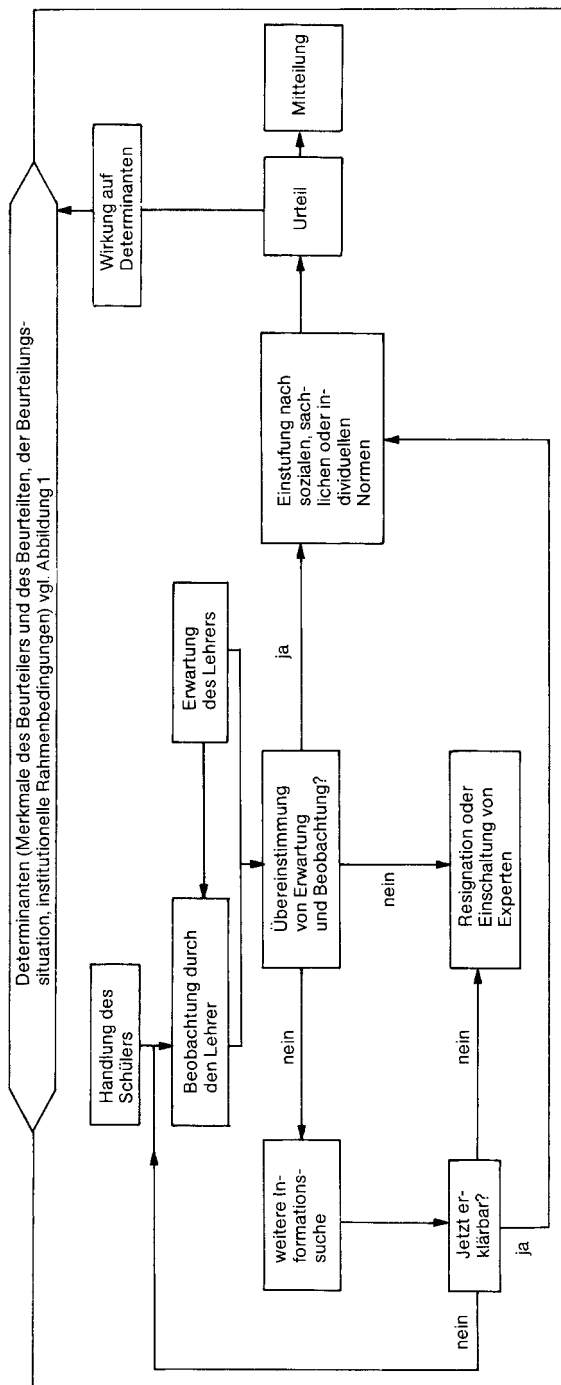 Determinanten (Merkmale des Beurteilers und des Beurteilten, der Beurteilungs-
situation, institutionelle Rahmenbedingungen) vgl. Abbildung 1
Handlung des
Schülers
Wirkung auf
Determinanten
Beobachtung durch
den Lehrer
Erwartung
des Lehrers
weitere In-
formations-
suche
nein
Übereinstimmung
von Erwartung
und Beobachtung?
ja
Einstufung nach
sozialen, sach-
lichen oder in-
dividuellen
Normen
Urteil
Mitteilung
nein
nein
Jetzt er-
klärbar?
nein
Resignation oder
Einschaltung von
Experten
ja